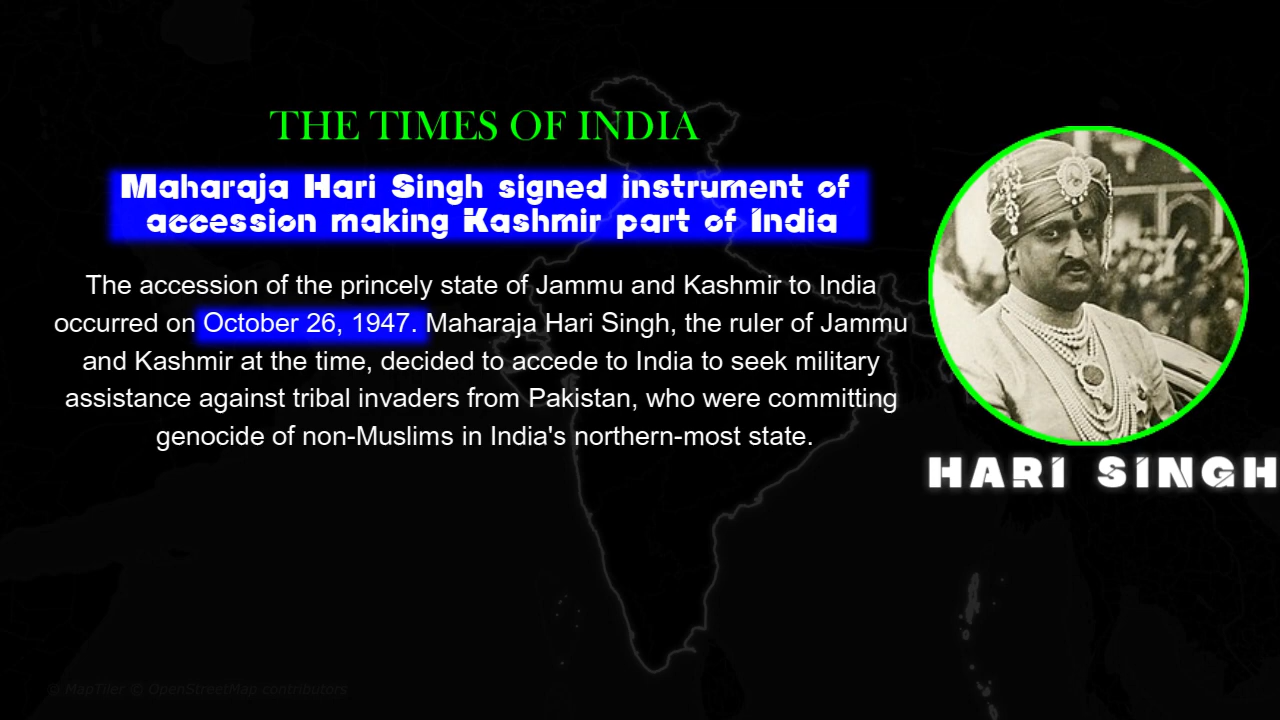 THE TIMES OF INDIA
Maharaja Hari Singh signed instrument of
accession making Kashmir part of India
The accession of the princely state of Jammu and Kashmir to India
occurred on October 26, 1947. Maharaja Hari Singh, the ruler of Jammu
and Kashmir at the time, decided to accede to India to seek military
assistance against tribal invaders from Pakistan, who were committing
genocide of non-Muslims in India's northern-most state.
HARI SINGH
© MapTiler © OpenStreetMap contributors